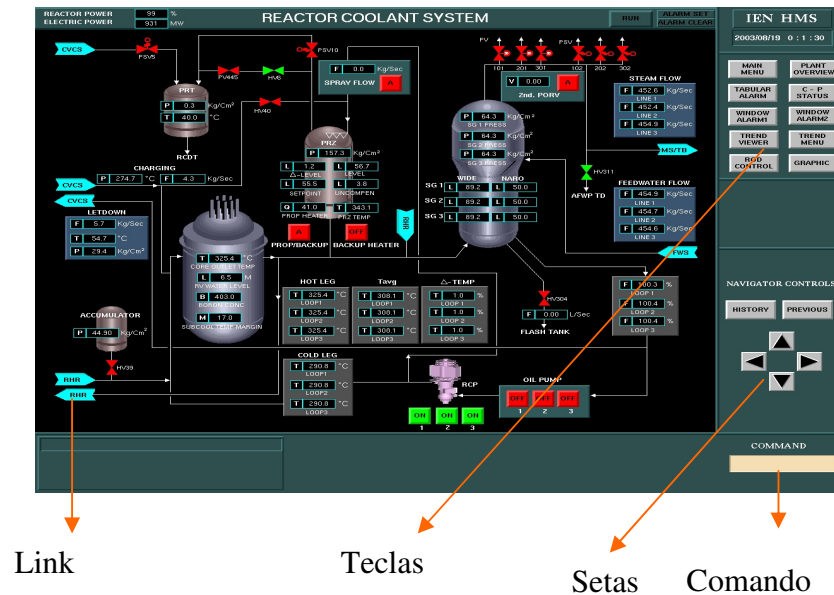 REACTOR POWER 99 %
ELECTRIC POWER 931 MW
REACTOR COOLANT SYSTEM
RUN
ALARM SET
ALARM CLEAR
IEN HMS
2003/08/19 0 : 1 : 30
MAIN MENU
PLANT OVERVIEW
TABULAR ALARM
C - P STATUS
WINDOW ALARM1
WINDOW ALARM2
TREND VIEWER
TREND MENU
ROD CONTROL
GRAPHIC
NAVIGATOR CONTROLS
HISTORY
PREVIOUS
COMMAND
CVCS
PSV5
PV445
HV6
PSV10
HV40
F 0.0 Kg/Sec
SPRAY FLOW A
PRT
P 0.3 Kg/Cm²
T 40.0 °C
RCDT
CHARGING
CVCS
P 274.7 °C F 4.3 Kg/Sec
CVCS
LETDOWN
F 5.7 Kg/Sec
T 54.7 °C
P 29.4 Kg/Cm²
PRZ
P 157.3 Kg/Cm²
L 1.2 L 56.7
△-LEVEL LEVEL
L 55.5 L 3.8
SETPOINT UNCOMPEN
Q 41.0 T 343.1
PROP HEATER PRZ TEMP
A OFF
PROP/BACKUP BACKUP HEATER
RHR
PV PSV
101 201 301 102 202 302
V 0.00 A
2nd. PORV
P 64.3 Kg/Cm²
SG 1 PRESS
P 64.3 Kg/Cm²
SG 2 PRESS
P 64.3 Kg/Cm²
SG 3 PRESS
WIDE NARO
SG 1 L 89.2 L 50.0
SG 2 L 89.2 L 50.0
SG 3 L 89.2 L 50.0
STEAM FLOW
F 452.6 Kg/Sec
LINE 1
F 452.4 Kg/Sec
LINE 2
F 454.9 Kg/Sec
LINE 3
MS/TB
HV311
AFWP TD
FEEDWATER FLOW
F 454.9 Kg/Sec
LINE 1
F 454.7 Kg/Sec
LINE 2
F 454.6 Kg/Sec
LINE 3
FWS
T 325.4 °C
CORE OUTLET TEMP
L 6.5 M
RV WATER LEVEL
B 403.0
BORON CONC
M 17.0
SUBCOOL TEMP MARGIN
HOT LEG
T 325.4 °C
LOOP1
T 325.4 °C
LOOP2
T 325.4 °C
LOOP3
Tavg
T 308.1 °C
LOOP1
T 308.1 °C
LOOP2
T 308.1 °C
LOOP3
△-TEMP
T 1.0 %
LOOP 1
T 1.0 %
LOOP 2
T 1.0 %
LOOP 3
HV304
F 0.00 L/Sec
FLASH TANK
F 100.3 %
LOOP 1
F 100.4 %
LOOP 2
F 100.4 %
LOOP 3
ACCUMULATOR
P 44.90 Kg/Cm²
HV39
RHR
RHR
COLD LEG
T 290.8 °C
LOOP1
T 290.8 °C
LOOP2
T 290.8 °C
LOOP3
RCP
ON ON ON
1 2 3
OIL PUMP
OFF OFF OFF
1 2 3
Link
Teclas
Setas
Comando